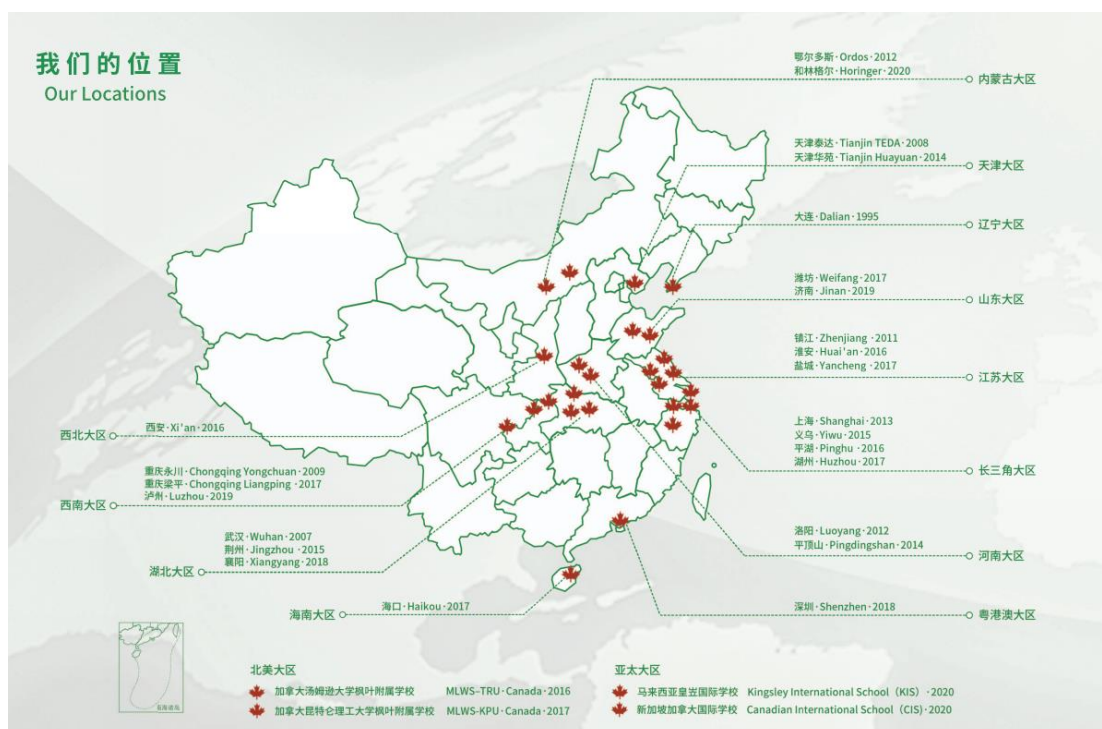 我们的位置
Our Locations
鄂尔多斯·Ordos·2012
和林格尔·Horinger·2020
内蒙古大区
天津泰达·Tianjin TEDA·2008
天津华苑·Tianjin Huayuan·2014
天津大区
大连·Dalian·1995
辽宁大区
潍坊·Weifang·2017
济南·Jinan·2019
山东大区
镇江·Zhenjiang·2011
淮安·Huai'an·2016
盐城·Yancheng·2017
江苏大区
上海·Shanghai·2013
义乌·Yiwu·2015
平湖·Pinghu·2016
湖州·Huzhou·2017
长三角大区
西安·Xi'an·2016
西北大区
重庆永川·Chongqing Yongchuan·2009
重庆梁平·Chongqing Liangping·2017
泸州·Luzhou·2019
西南大区
武汉·Wuhan·2007
荆州·Jingzhou·2015
襄阳·Xiangyang·2018
湖北大区
洛阳·Luoyang·2012
平顶山·Pingdingshan·2014
河南大区
海口·Haikou·2017
海南大区
深圳·Shenzhen·2018
粤港澳大区
南海诸岛
北美大区
加拿大汤姆逊大学枫叶附属学校 MLWS-TRU·Canada·2016
加拿大昆特仑理工大学枫叶附属学校 MLWS-KPU·Canada·2017
亚太大区
马来西亚皇岦国际学校 Kingsley International School（KIS）·2020
新加坡加拿大国际学校 Canadian International School（CIS)·2020